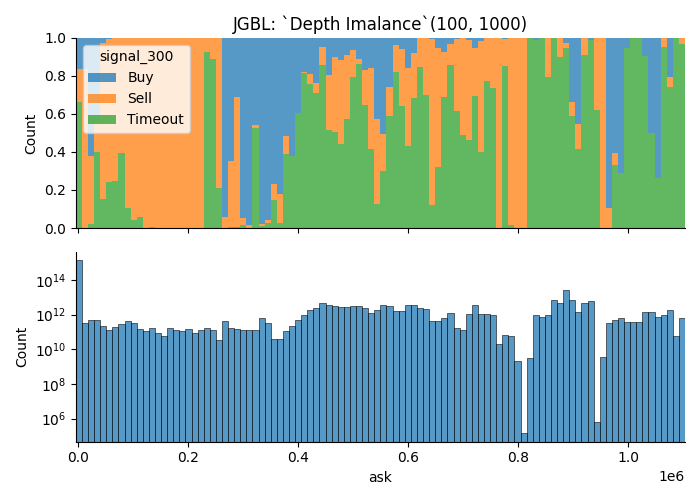 JGBL: `Depth Imalance`(100, 1000)
1.0
0.8
0.6
0.4
0.2
0.0
Count
signal_300
Buy
Sell
Timeout
10^14
10^12
10^10
10^8
10^6
Count
0.0 0.2 0.4 0.6 0.8 1.0
1e6
ask